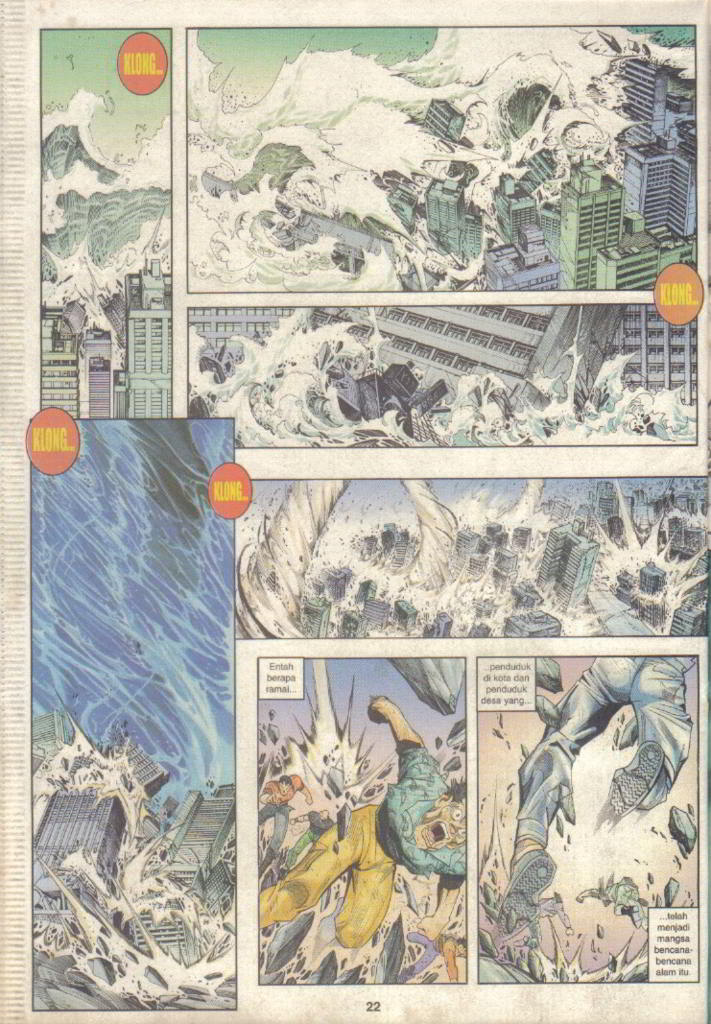 KLONG...
KLONG...
KLONG...
KLONG...
Entah
berapa
ramai...
...penduduk
di kota dan
penduduk
desa yang...
...telah
menjadi
mangsa
bencana-
bencana
alam itu.
22